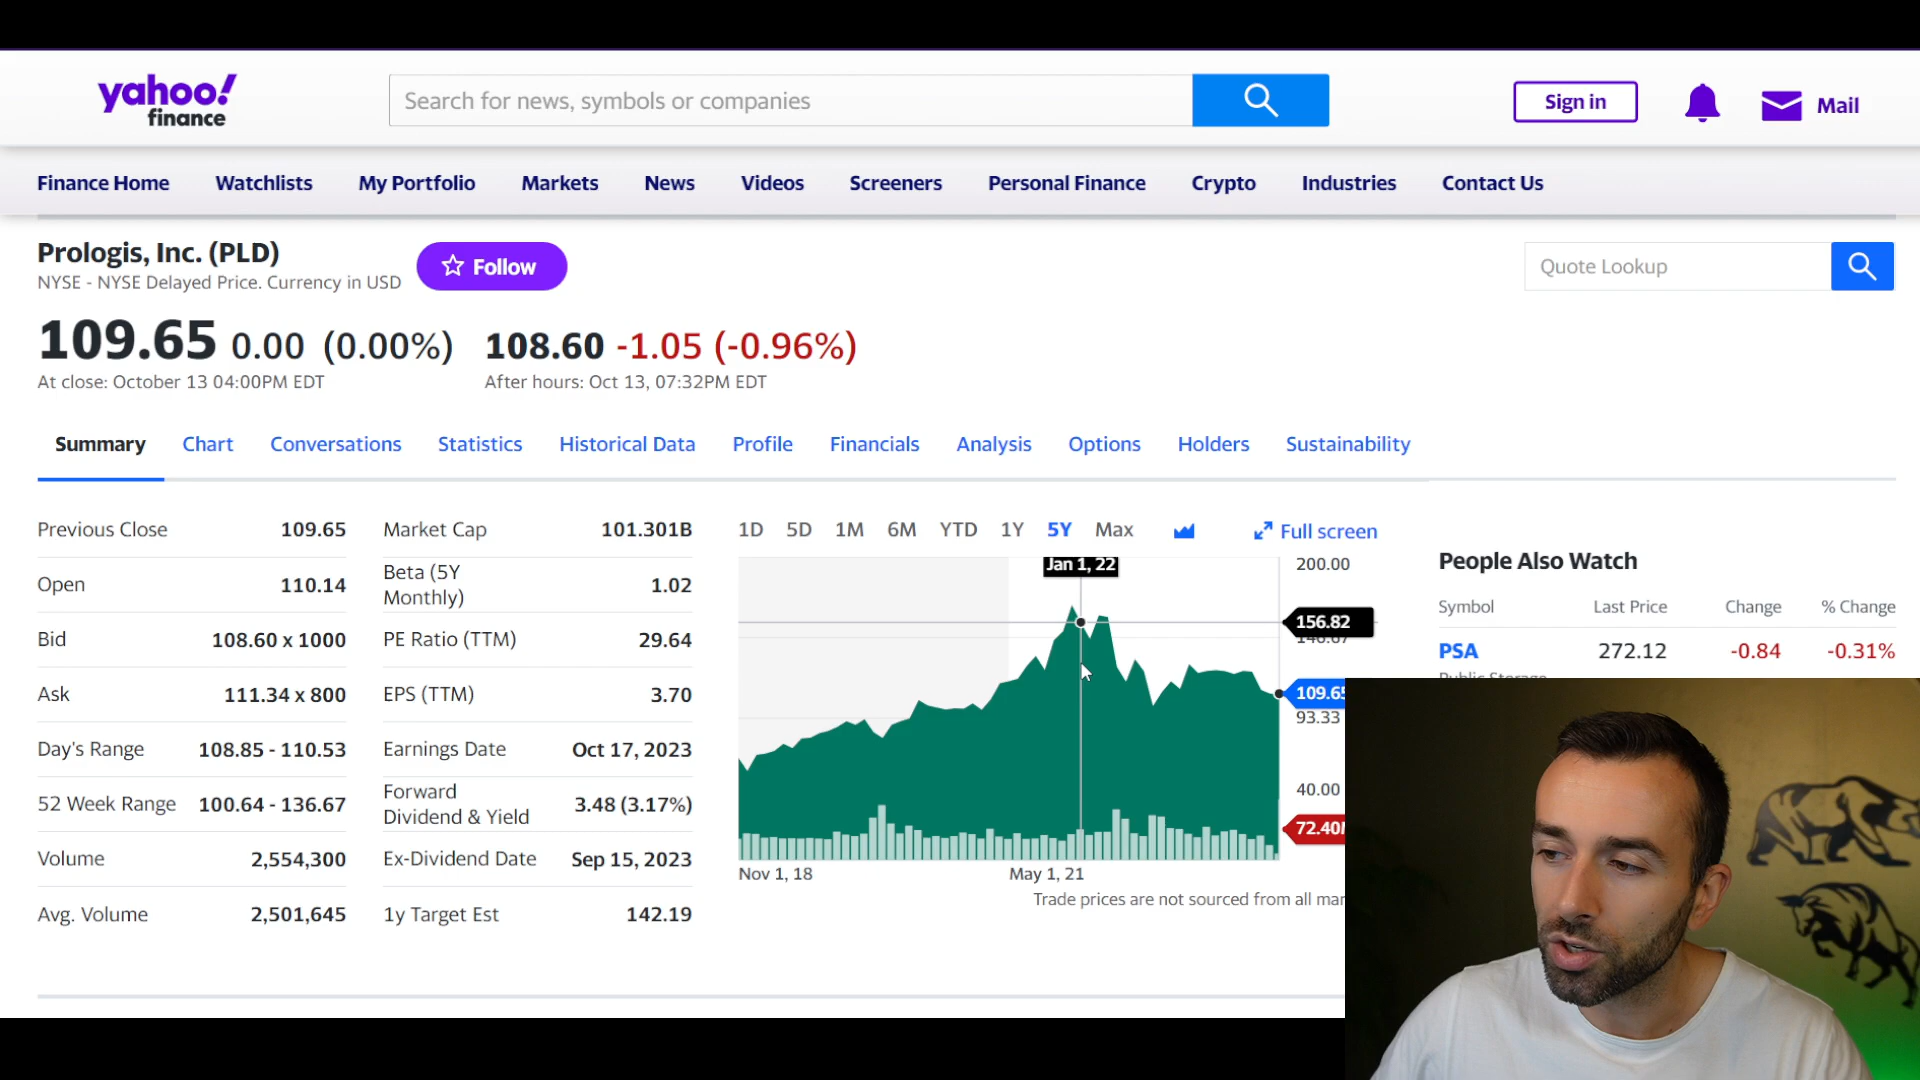 yahoo!
finance
Search for news, symbols or companies
Sign in
Mail
Finance Home Watchlists My Portfolio Markets News Videos Screeners Personal Finance Crypto Industries Contact Us
Prologis, Inc. (PLD)
NYSE - NYSE Delayed Price. Currency in USD
Follow
Quote Lookup
109.65 0.00 (0.00%) 108.60 -1.05 (-0.96%)
At close: October 13 04:00PM EDT After hours: Oct 13, 07:32PM EDT
Summary Chart Conversations Statistics Historical Data Profile Financials Analysis Options Holders Sustainability
Previous Close 109.65
Open 110.14
Bid 108.60 x 1000
Ask 111.34 x 800
Day's Range 108.85 - 110.53
52 Week Range 100.64 - 136.67
Volume 2,554,300
Avg. Volume 2,501,645
Market Cap 101.301B
Beta (5Y
Monthly) 1.02
PE Ratio (TTM) 29.64
EPS (TTM) 3.70
Earnings Date Oct 17, 2023
Forward
Dividend & Yield 3.48 (3.17%)
Ex-Dividend Date Sep 15, 2023
1y Target Est 142.19
1D 5D 1M 6M YTD 1Y 5Y Max Full screen
Jan 1, 22
200.00
156.82
109.65
93.33
40.00
72.40
Nov 1, 18 May 1, 21
Trade prices are not sourced from all
People Also Watch
Symbol Last Price Change % Change
PSA 272.12 -0.84 -0.31%